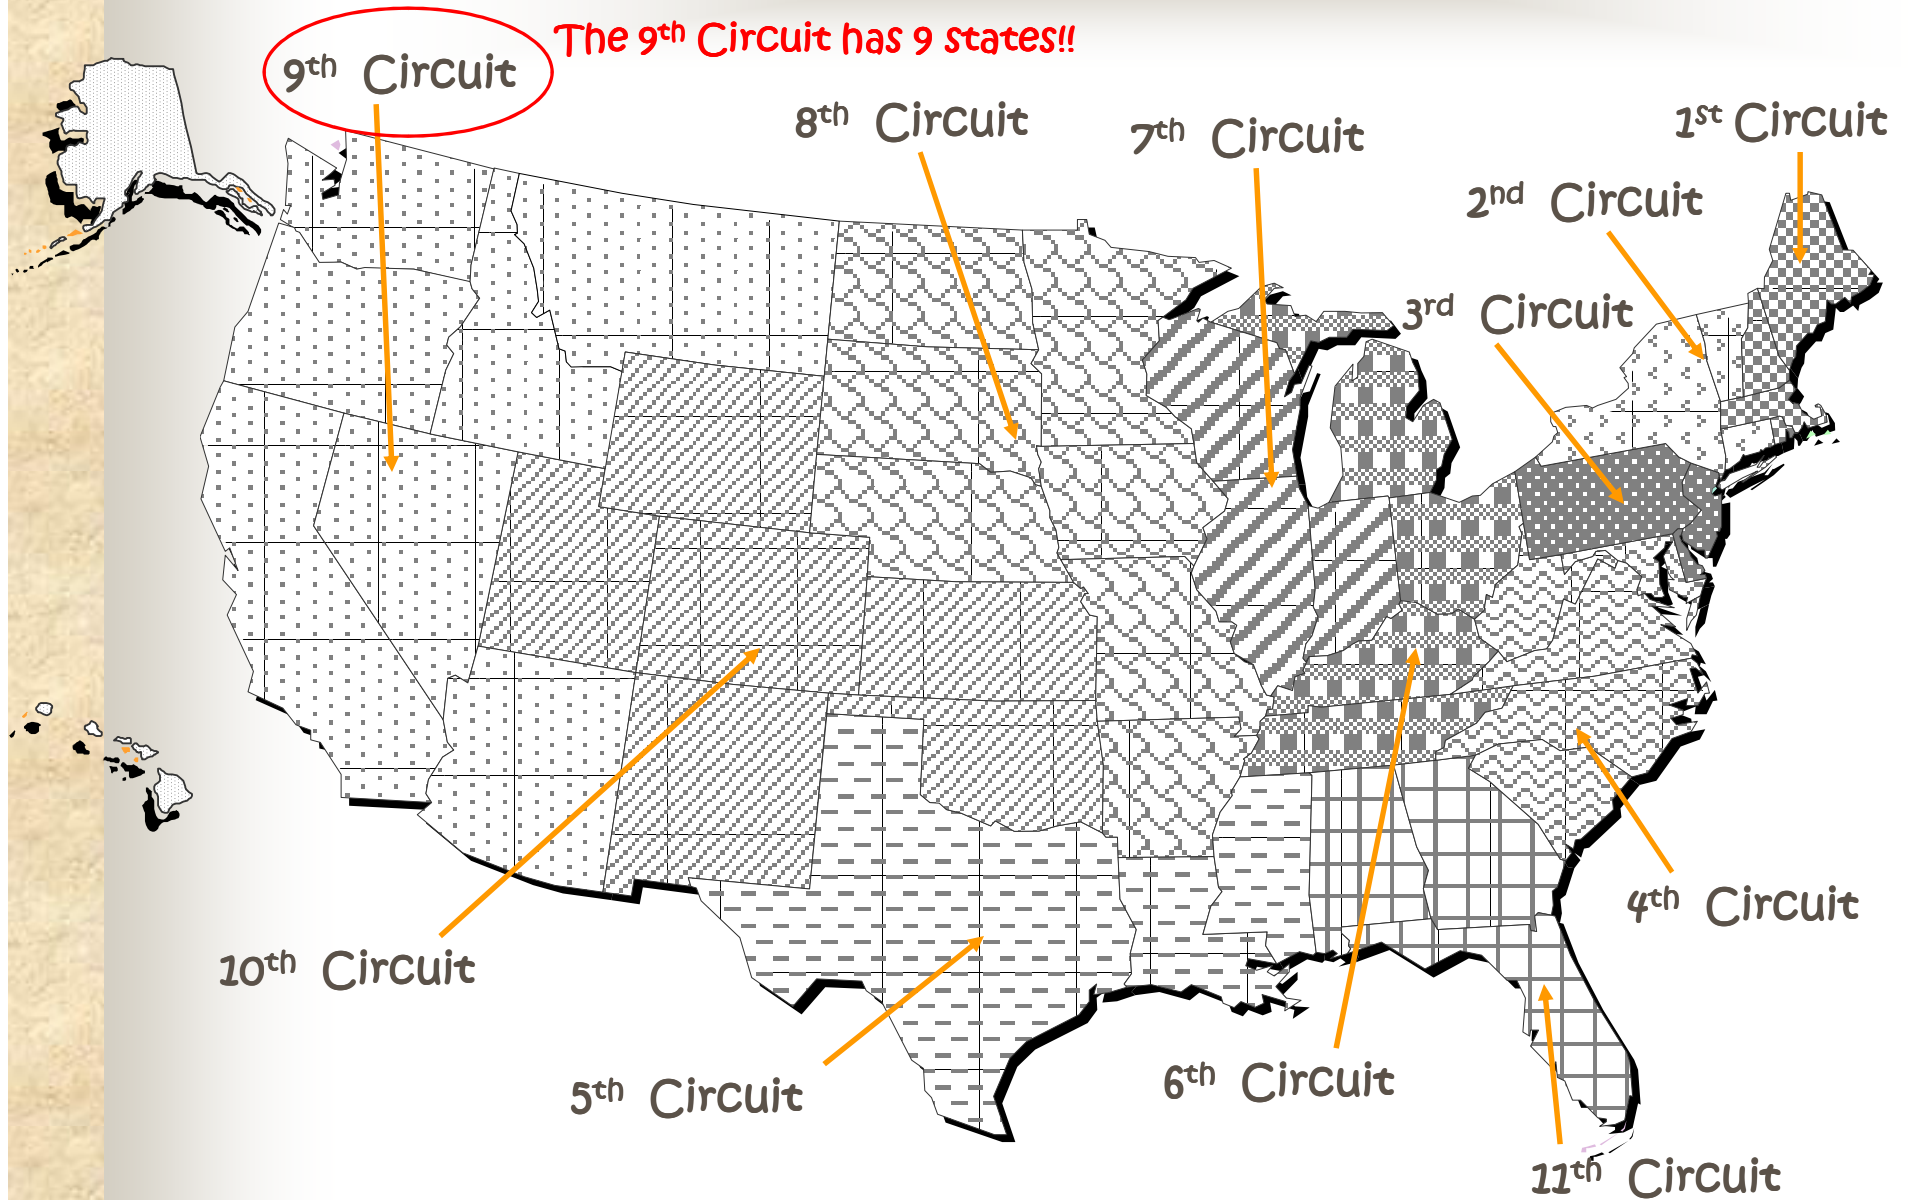 The 9th Circuit has 9 states!!
9th Circuit
8th Circuit
7th Circuit
1st Circuit
2nd Circuit
3rd Circuit
4th Circuit
10th Circuit
5th Circuit
6th Circuit
11th Circuit